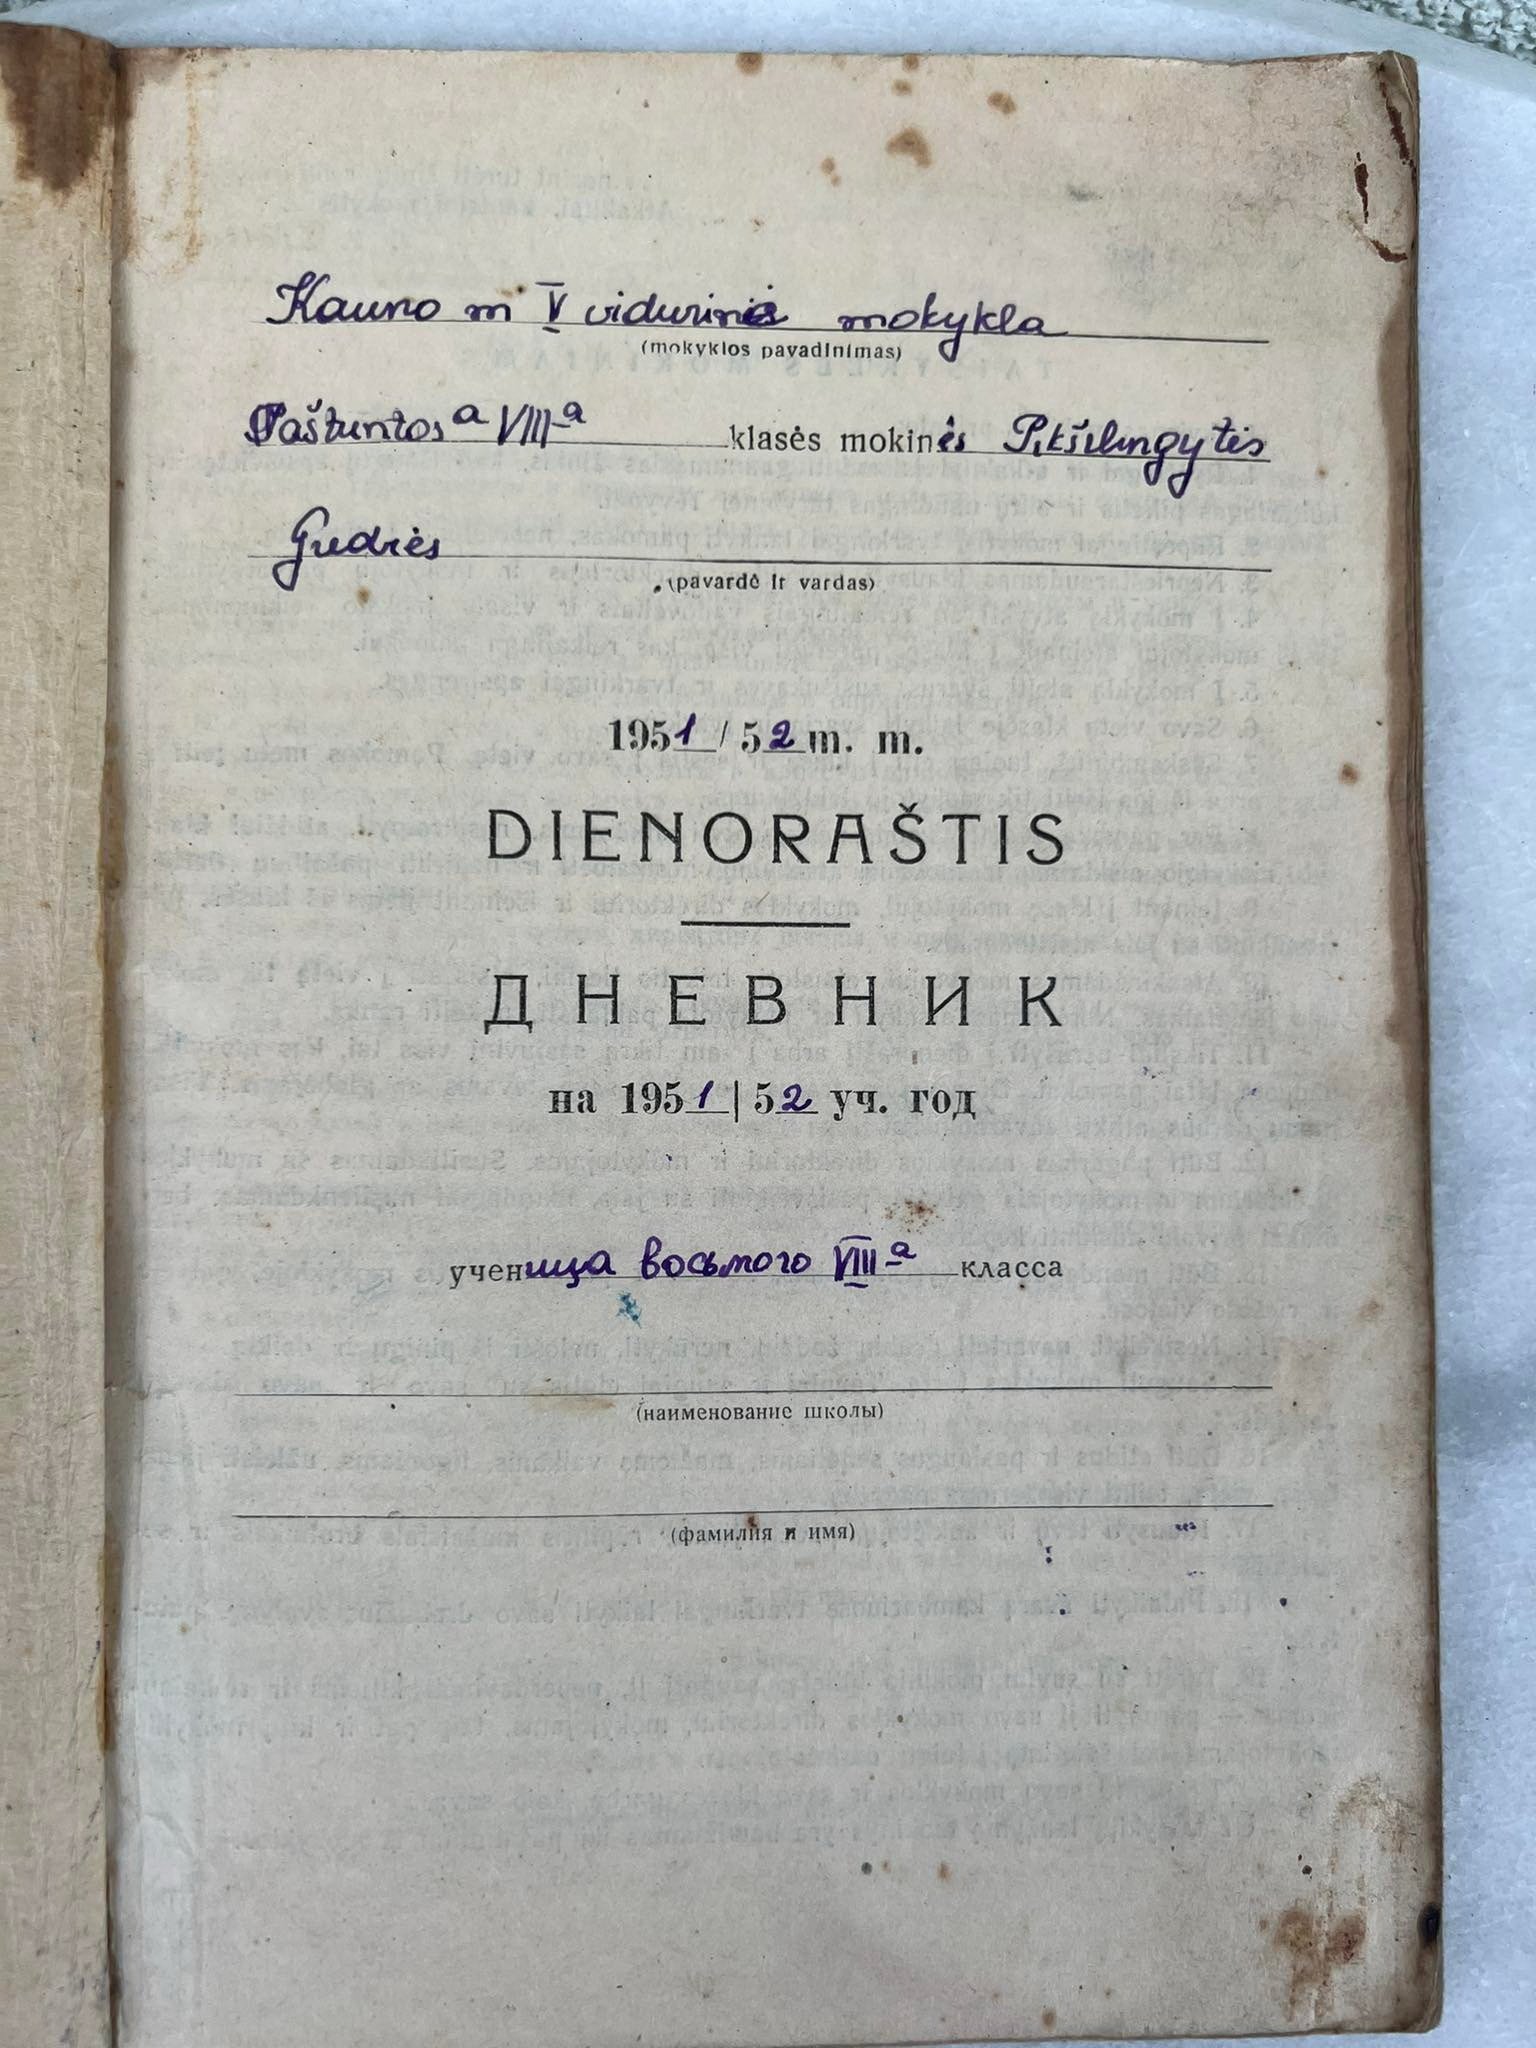 Kauno m V vidurinė mokykla
(mokyklos pavadinimas)
Aštuntos a VIII-a klasės mokinės Pikšilingytės
Giedrės
(pavardė ir vardas)
1951/52 m. m.
DIENORAŠTIS
ДНЕВНИК
на 1951|52 уч. год
ученица восьмого VIII-а класса
(наименование школы)
(фамилия и имя)